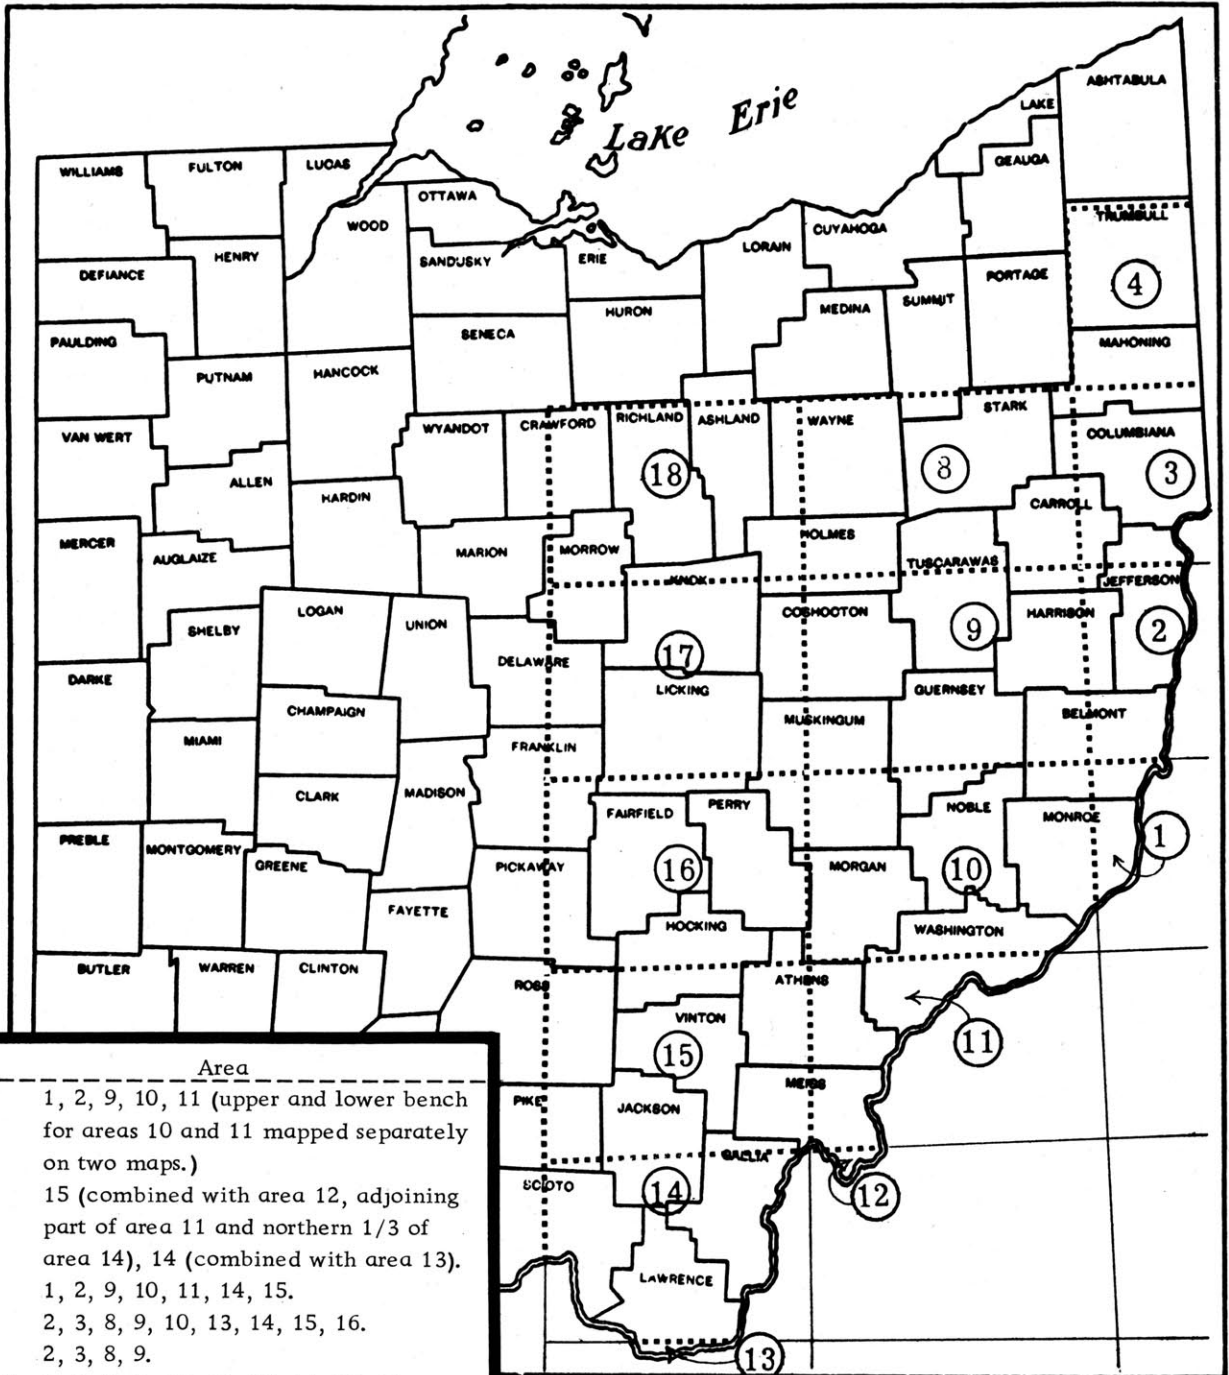 Lake Erie
ASHTABULA
LAKE
GEAUGA
WILLIAMS
FULTON
LUCAS
OTTAWA
TRUMBULL
WOOD
CUYAHOGA
LORAIN
HENRY
SANDUSKY
ERIE
DEFIANCE
PORTAGE
4
SUMMIT
MEDINA
HURON
SENECA
PAULDING
MAHONING
PUTNAM
HANCOCK
STARK
WYANDOT
CRAWFORD
RICHLAND
ASHLAND
WAYNE
COLUMBIANA
VAN WERT
8
3
18
ALLEN
HARDIN
CARROLL
MERCER
AUGLAIZE
MARION
MORROW
HOLMES
TUSCARAWAS
KNOX
JEFFERSON
LOGAN
COSHOCTON
HARRISON
UNION
SHELBY
9
2
17
DELAWARE
DARKE
LICKING
GUERNSEY
CHAMPAIGN
MUSKINGUM
BELMONT
MIAMI
FRANKLIN
CLARK
MADISON
NOBLE
FAIRFIELD
PERRY
MONROE
1
PREBLE
MONTGOMERY
GREENE
PICKAWAY
16
MORGAN
10
FAYETTE
HOCKING
WASHINGTON
BUTLER
WARREN
CLINTON
ROSS
ATHENS
VINTON
11
15
MEIGS
PIKE
JACKSON
GALLIA
SCIOTO
14
12
LAWRENCE
13
Area
1, 2, 9, 10, 11 (upper and lower bench
for areas 10 and 11 mapped separately
on two maps.)
15 (combined with area 12, adjoining
part of area 11 and northern 1/3 of
area 14), 14 (combined with area 13).
1, 2, 9, 10, 11, 14, 15.
2, 3, 8, 9, 10, 13, 14, 15, 16.
2, 3, 8, 9.